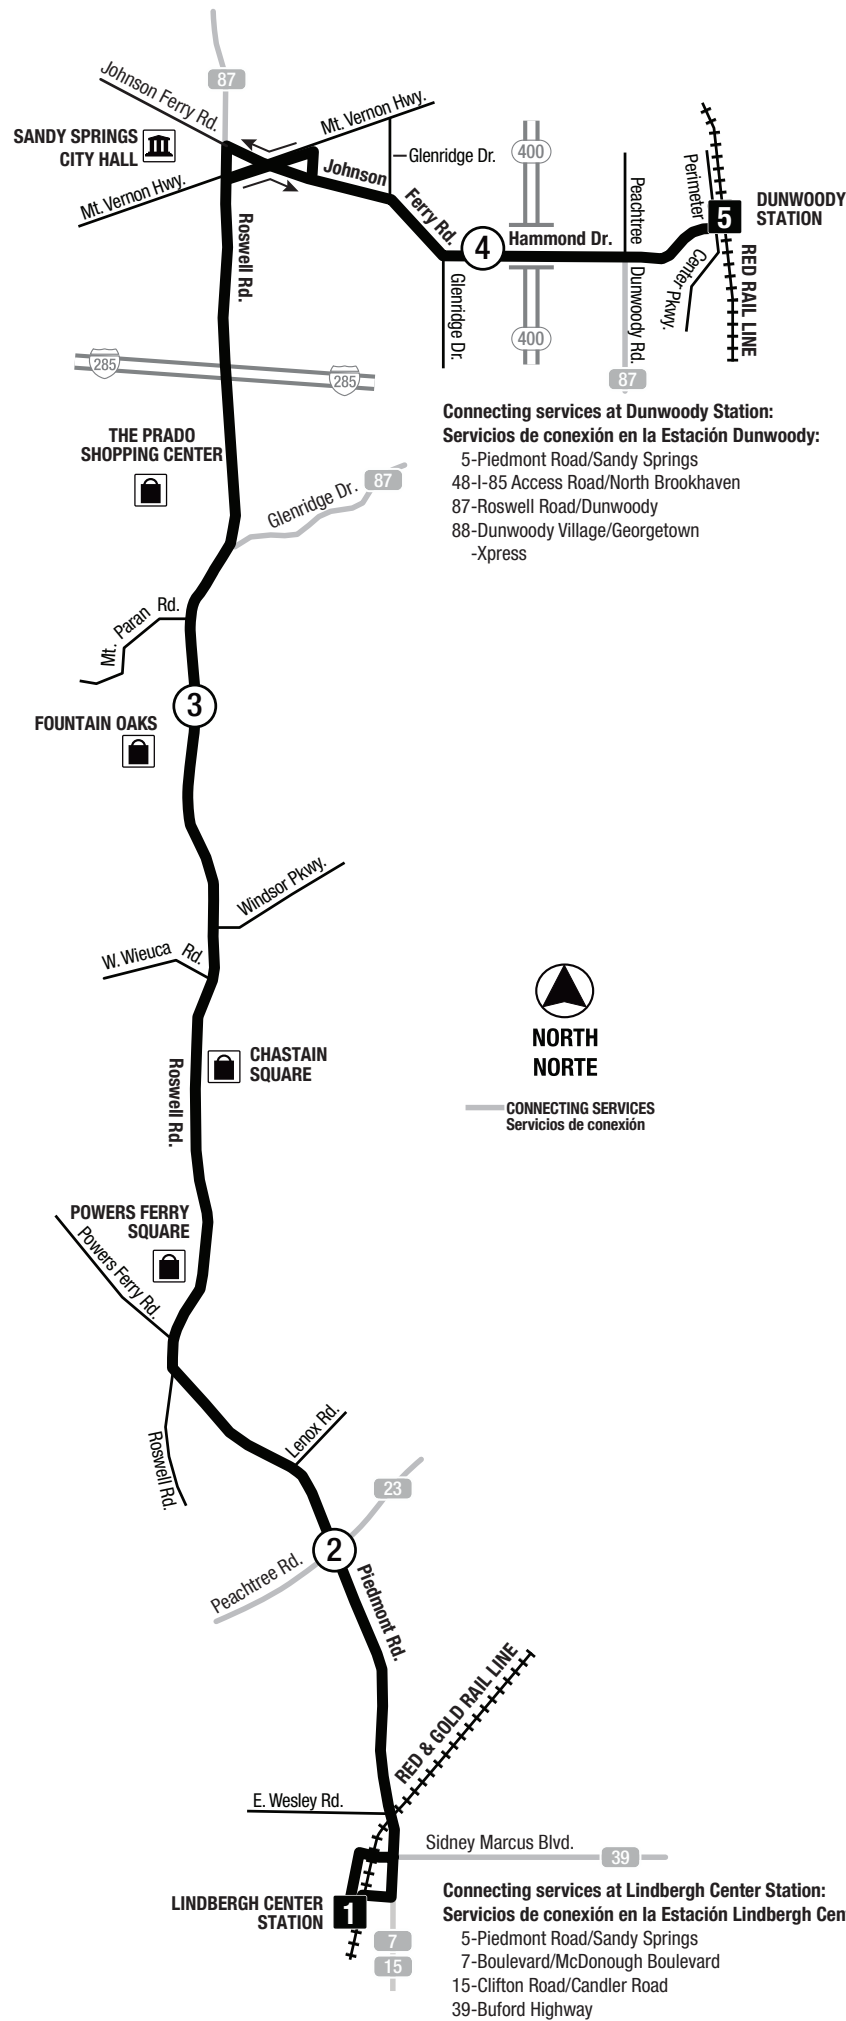 87
Johnson Ferry Rd.
Mt. Vernon Hwy.
SANDY SPRINGS
CITY HALL
Mt. Vernon Hwy.
Johnson
Ferry Rd.
Glenridge Dr.
400
Peachtree
Dunwoody Rd.
Perimeter
Center Pkwy.
5
DUNWOODY
STATION
RED RAIL LINE
4
Hammond Dr.
Glenridge Dr.
Roswell Rd.
400
87
285
285
Connecting services at Dunwoody Station:
Servicios de conexión en la Estación Dunwoody:
5-Piedmont Road/Sandy Springs
48-I-85 Access Road/North Brookhaven
87-Roswell Road/Dunwoody
88-Dunwoody Village/Georgetown
-Xpress
THE PRADO
SHOPPING CENTER
Glenridge Dr.
87
Mt. Paran Rd.
3
FOUNTAIN OAKS
Windsor Pkwy.
W. Wieuca Rd.
NORTH
NORTE
CHASTAIN
SQUARE
Roswell Rd.
CONNECTING SERVICES
Servicios de conexión
POWERS FERRY
SQUARE
Powers Ferry Rd.
Roswell Rd.
Lenox Rd.
23
2
Peachtree Rd.
Piedmont Rd.
RED & GOLD RAIL LINE
E. Wesley Rd.
Sidney Marcus Blvd.
39
LINDBERGH CENTER
STATION
1
7
15
Connecting services at Lindbergh Center Station:
Servicios de conexión en la Estación Lindbergh Cen
5-Piedmont Road/Sandy Springs
7-Boulevard/McDonough Boulevard
15-Clifton Road/Candler Road
39-Buford Highway